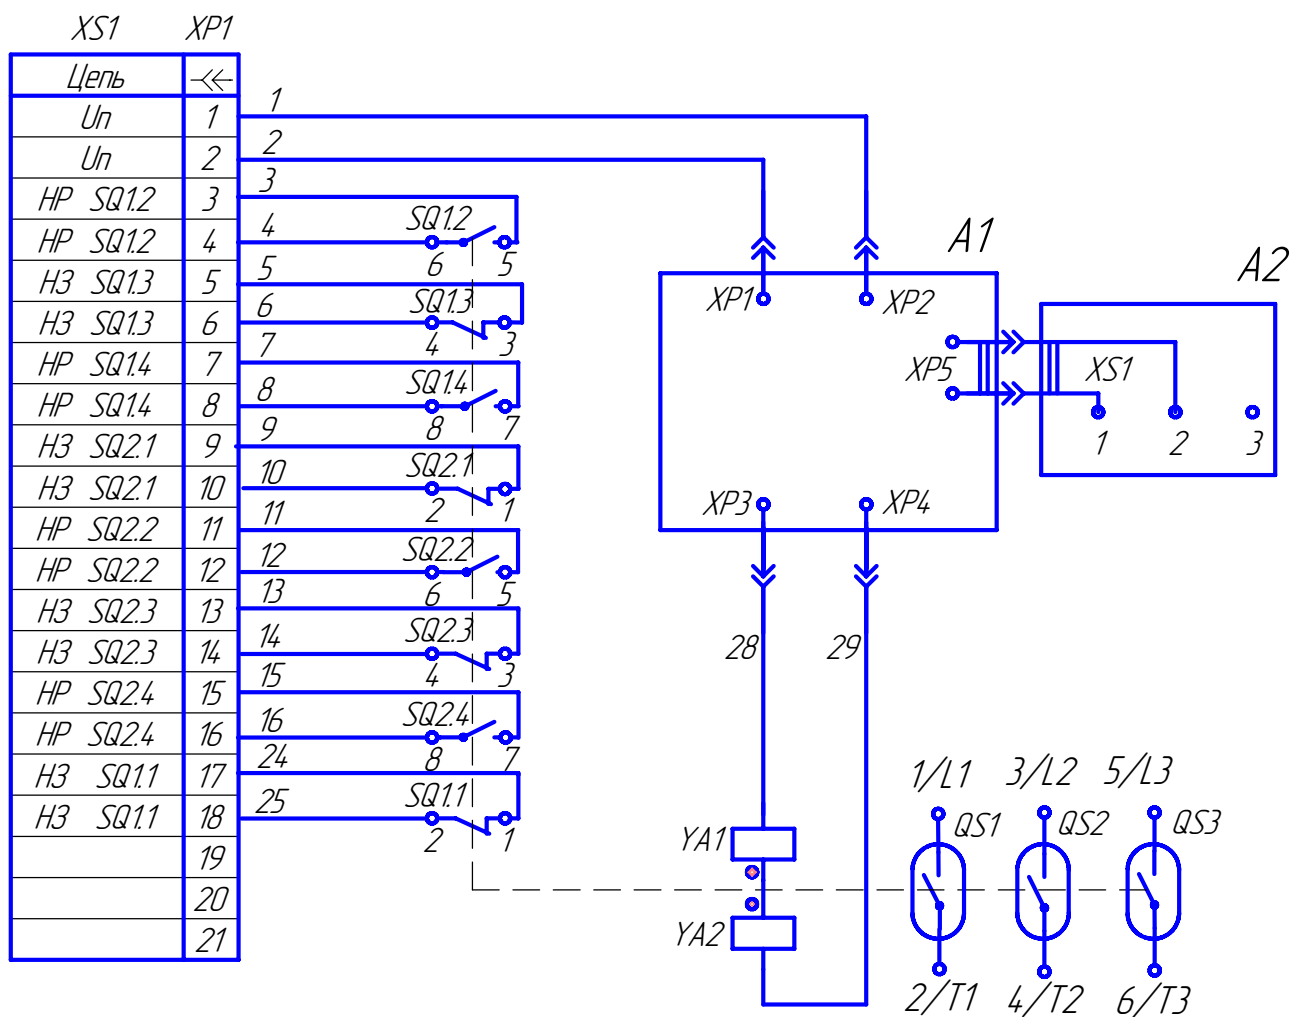 XS1 XP1
Цепь
Uп 1 1
Uп 2 2
НР SQ1.2 3 3
НР SQ1.2 4 4 SQ1.2 6 5
НЗ SQ1.3 5 5
НЗ SQ1.3 6 6 SQ1.3 4 3
НР SQ1.4 7 7
НР SQ1.4 8 8 SQ1.4 8 7
НЗ SQ2.1 9 9
НЗ SQ2.1 10 10 SQ2.1 2 1
НР SQ2.2 11 11
НР SQ2.2 12 12 SQ2.2 6 5
НЗ SQ2.3 13 13
НЗ SQ2.3 14 14 SQ2.3 4 3
НР SQ2.4 15 15
НР SQ2.4 16 16 SQ2.4 8 7
НЗ SQ1.1 17 24
НЗ SQ1.1 18 25 SQ1.1 2 1
19
20
21
A1
XP1 XP2
XP5
XP3 XP4
A2
XS1
1 2 3
28 29
YA1
YA2
1/L1 3/L2 5/L3
QS1 QS2 QS3
2/T1 4/T2 6/T3